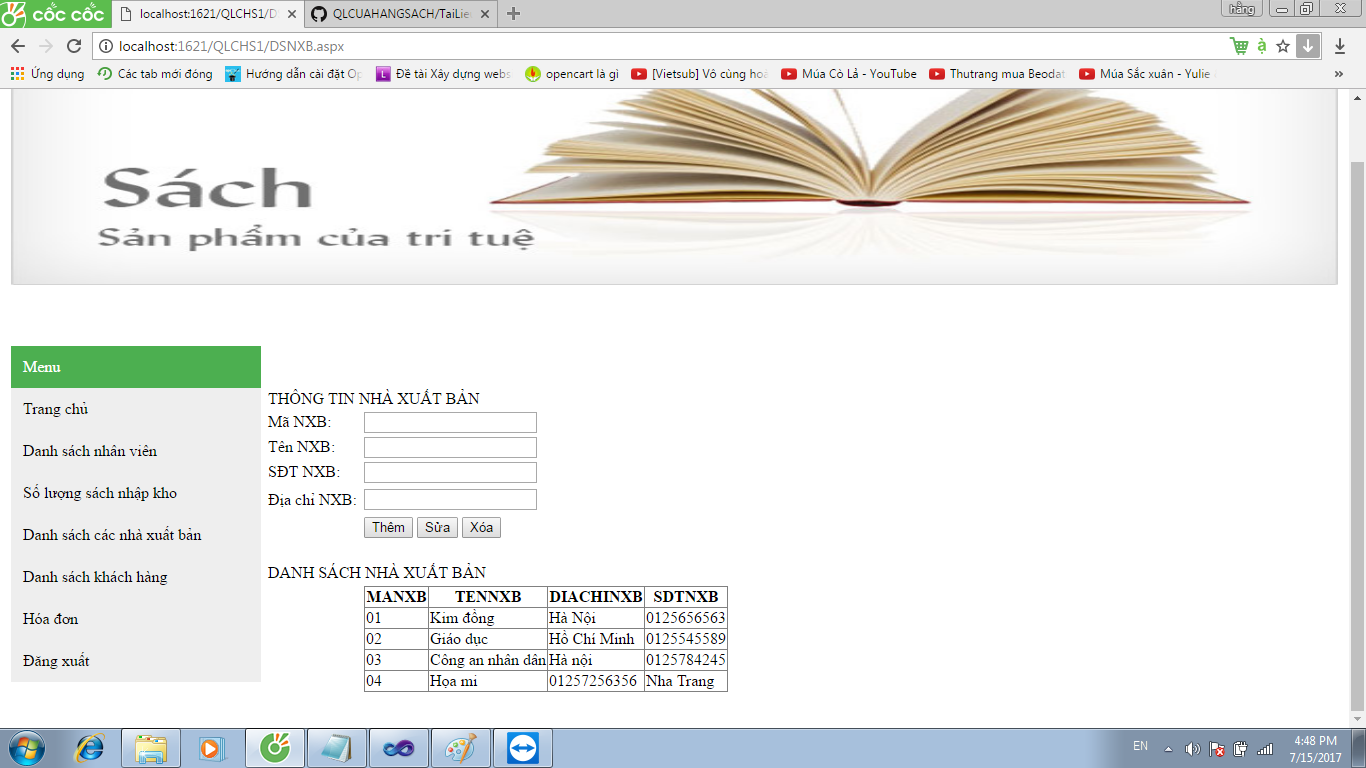 cốc cốc
localhost:1621/QLCHS1/D
QLCUAHANGSACH/TaiLie
hằng
localhost:1621/QLCHS1/DSNXB.aspx
Ứng dụng
Các tab mới đóng
Hướng dẫn cài đặt Op
Đề tài Xây dựng webs
opencart là gì
[Vietsub] Vô cùng hoà
Múa Cò Lả - YouTube
Thutrang mua Beodat
Múa Sắc xuân - Yulie
Sách
Sản phẩm của tri tuệ
Menu
Trang chủ
Danh sách nhân viên
Số lượng sách nhập kho
Danh sách các nhà xuất bản
Danh sách khách hàng
Hóa đơn
Đăng xuất
THÔNG TIN NHÀ XUẤT BẢN
Mã NXB:
Tên NXB:
SĐT NXB:
Địa chỉ NXB:
Thêm Sửa Xóa
DANH SÁCH NHÀ XUẤT BẢN
MANXB TENNXB DIACHINXB SDTNXB
01 Kim đồng Hà Nội 0125656563
02 Giáo dục Hồ Chí Minh 0125545589
03 Công an nhân dân Hà nội 0125784245
04 Họa mi 01257256356 Nha Trang
EN
4:48 PM
7/15/2017